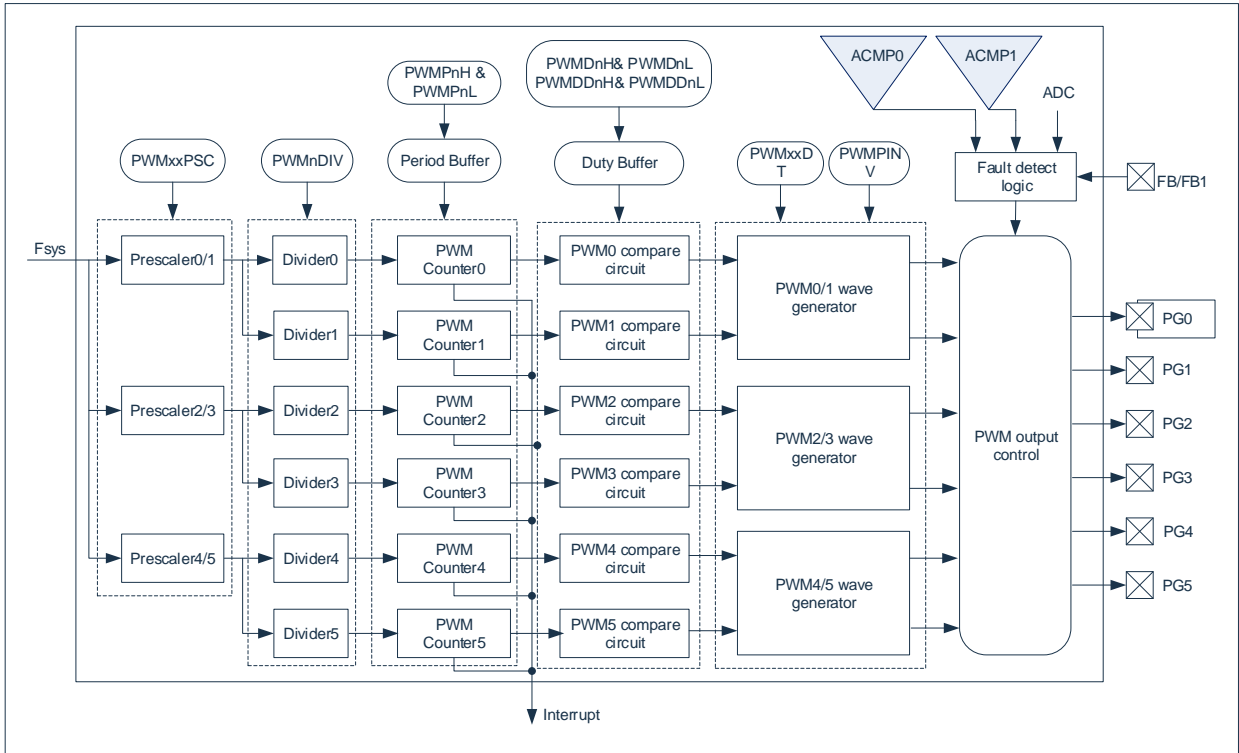 ACMP0
ACMP1
PWMPnH &
PWMPnL
PWMDnH& PWMDnL
PWMDDnH& PWMDDnL
ADC
PWMxxPSC
PWMnDIV
Period Buffer
Duty Buffer
PWMxxD
T
PWMPIN
V
Fault detect
logic
FB/FB1
Fsys
Prescaler0/1
Divider0
PWM
Counter0
PWM0 compare
circuit
PWM0/1 wave
generator
Divider1
PWM
Counter1
PWM1 compare
circuit
PG0
PG1
Prescaler2/3
Divider2
PWM
Counter2
PWM2 compare
circuit
PWM2/3 wave
generator
PWM output
control
PG2
Divider3
PWM
Counter3
PWM3 compare
circuit
PG3
Prescaler4/5
Divider4
PWM
Counter4
PWM4 compare
circuit
PWM4/5 wave
generator
PG4
PG5
Divider5
PWM
Counter5
PWM5 compare
circuit
Interrupt